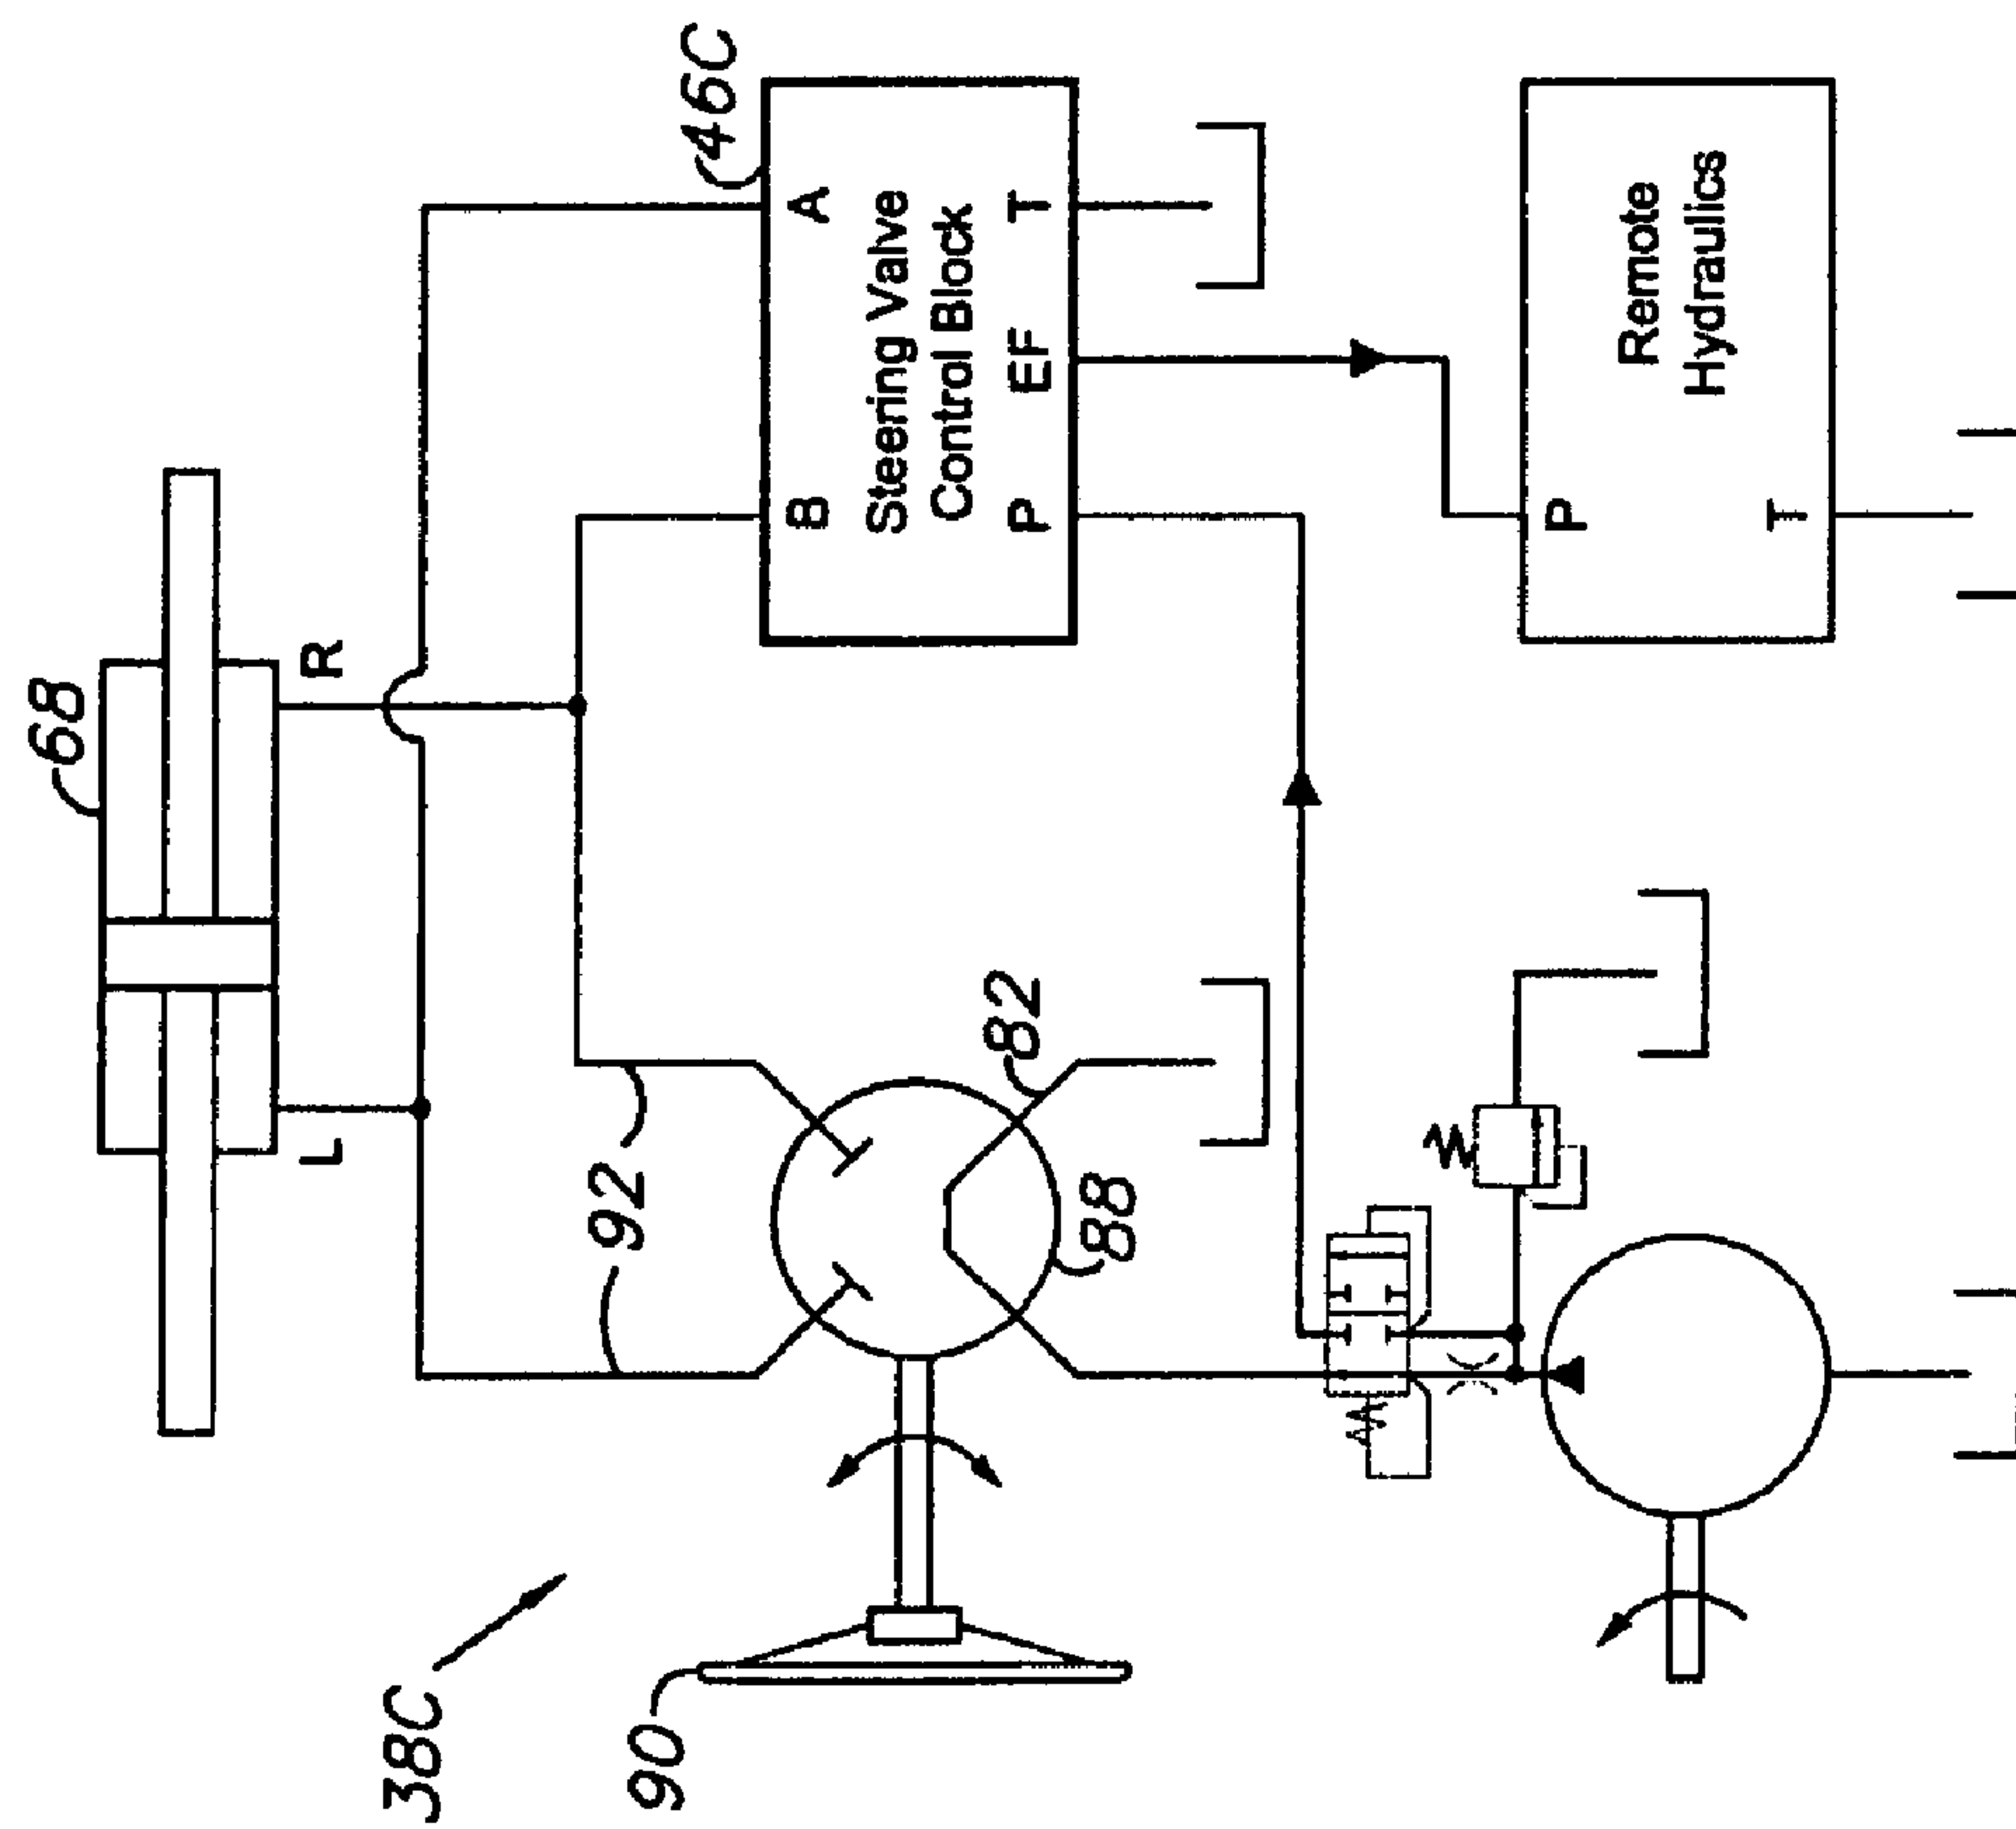 68
L
R
46C
B
A
Steering Valve
Control Block
P
EF
T
92
82
88
38C
90
P
Remote
Hydraulics
T